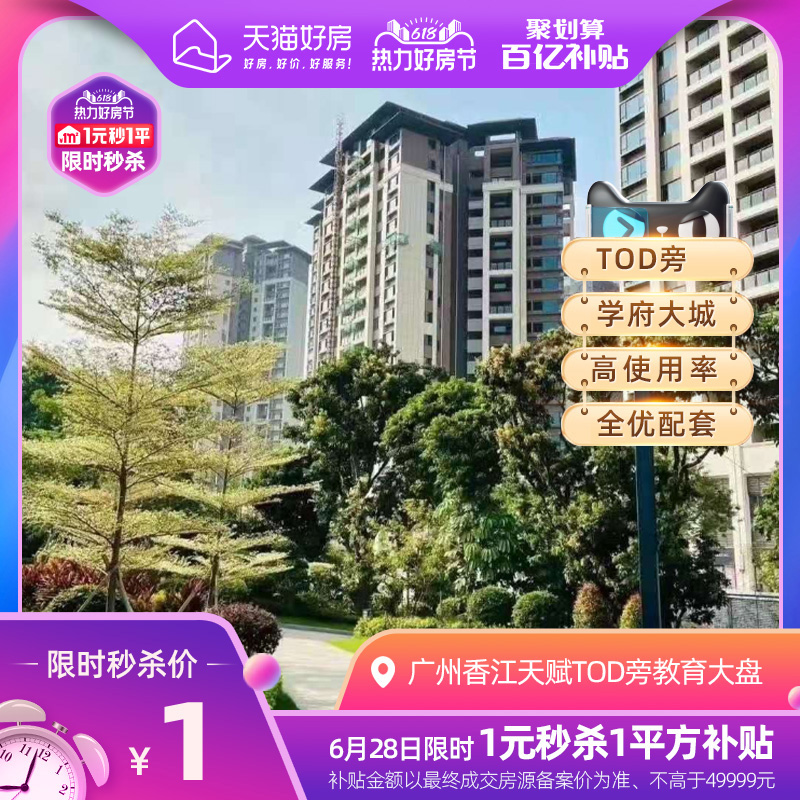 天猫好房
好房,好价,好服务!
618
热力好房节
聚划算
百亿补贴
618
热力好房节
1元秒1平
限时秒杀
TOD旁
学府大城
高使用率
全优配套
限时秒杀价
¥1
广州香江天赋TOD旁教育大盘
6月28日限时1元秒杀1平方补贴
补贴金额以最终成交房源备案价为准、不高于49999元
10
11
12
1
2
3